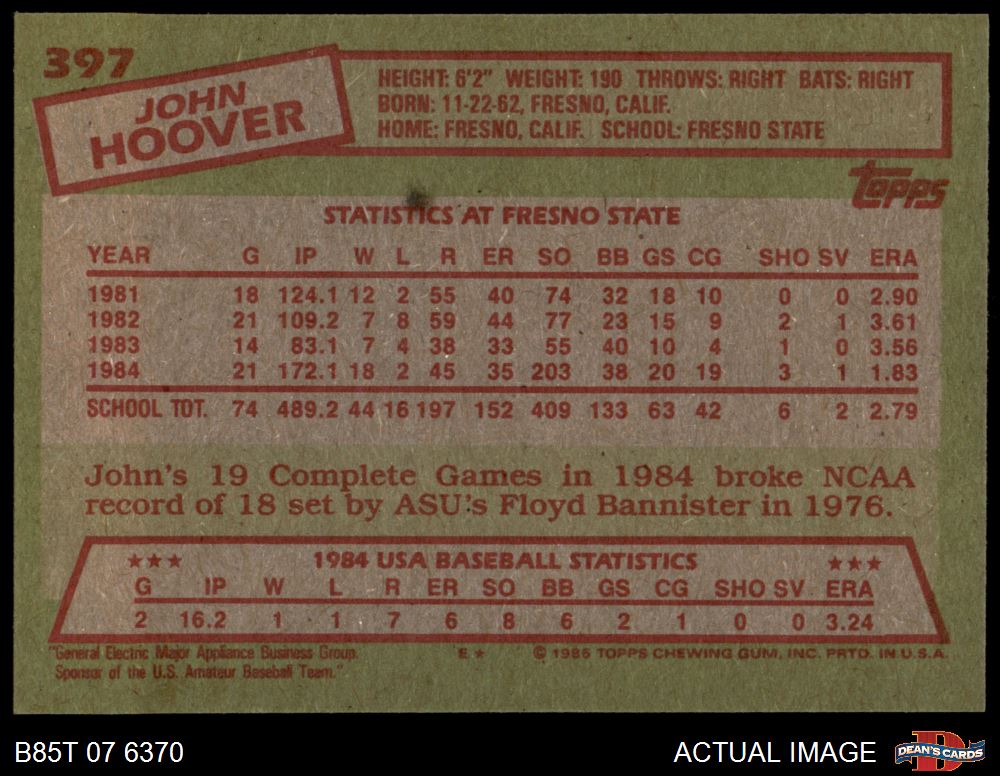 397
JOHN
HOOVER
HEIGHT: 6'2" WEIGHT: 190 THROWS: RIGHT BATS: RIGHT
BORN: 11-22-62, FRESNO, CALIF.
HOME: FRESNO, CALIF. SCHOOL: FRESNO STATE
Topps
STATISTICS AT FRESNO STATE
YEAR G IP W L R ER SO BB GS CG SHO SV ERA
1981 18 124.1 12 2 55 40 74 32 18 10 0 0 2.90
1982 21 109.2 7 8 59 44 77 23 15 9 2 1 3.61
1983 14 83.1 7 4 38 33 55 40 10 4 1 0 3.56
1984 21 172.1 18 2 45 35 203 38 20 19 3 1 1.83
SCHOOL TOT. 74 489.2 44 16 197 152 409 133 63 42 6 2 2.79
John's 19 Complete Games in 1984 broke NCAA
record of 18 set by ASU's Floyd Bannister in 1976.
★★★ 1984 USA BASEBALL STATISTICS ★★★
G IP W L R ER SO BB GS CG SHO SV ERA
2 16.2 1 1 7 6 8 6 2 1 0 0 3.24
"General Electric Major Appliance Business Group.
Sponsor of the U.S. Amateur Baseball Team."
E★ © 1985 TOPPS CHEWING GUM, INC. PRTD. IN U.S.A.
B85T 07 6370
ACTUAL IMAGE
DEAN'S CARDS